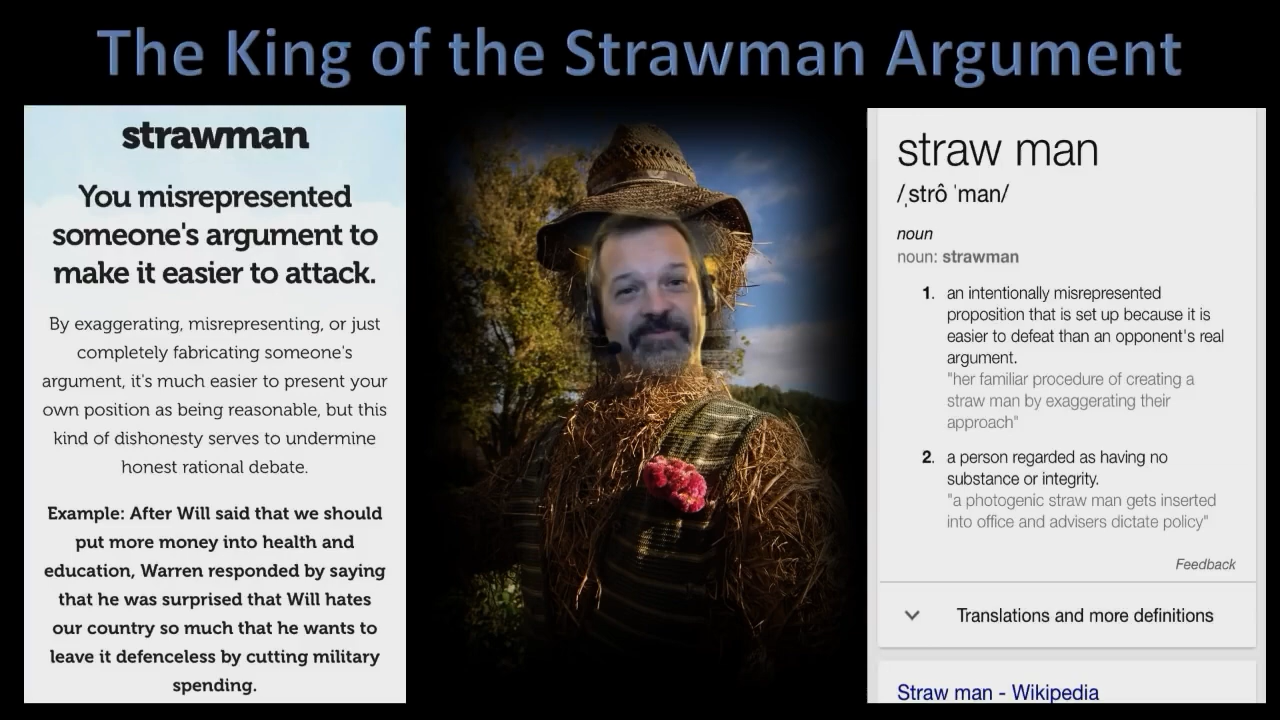 The King of the Strawman Argument
strawman
You misrepresented
someone's argument to
make it easier to attack.
By exaggerating, misrepresenting, or just
completely fabricating someone's
argument, it's much easier to present your
own position as being reasonable, but this
kind of dishonesty serves to undermine
honest rational debate.
Example: After Will said that we should
put more money into health and
education, Warren responded by saying
that he was surprised that Will hates
our country so much that he wants to
leave it defenceless by cutting military
spending.
straw man
/ˌstrô ˈman/
noun
noun: strawman
1. an intentionally misrepresented
proposition that is set up because it is
easier to defeat than an opponent's real
argument.
"her familiar procedure of creating a
straw man by exaggerating their
approach"
2. a person regarded as having no
substance or integrity.
"a photogenic straw man gets inserted
into office and advisers dictate policy"
Feedback
Translations and more definitions
Straw man - Wikipedia